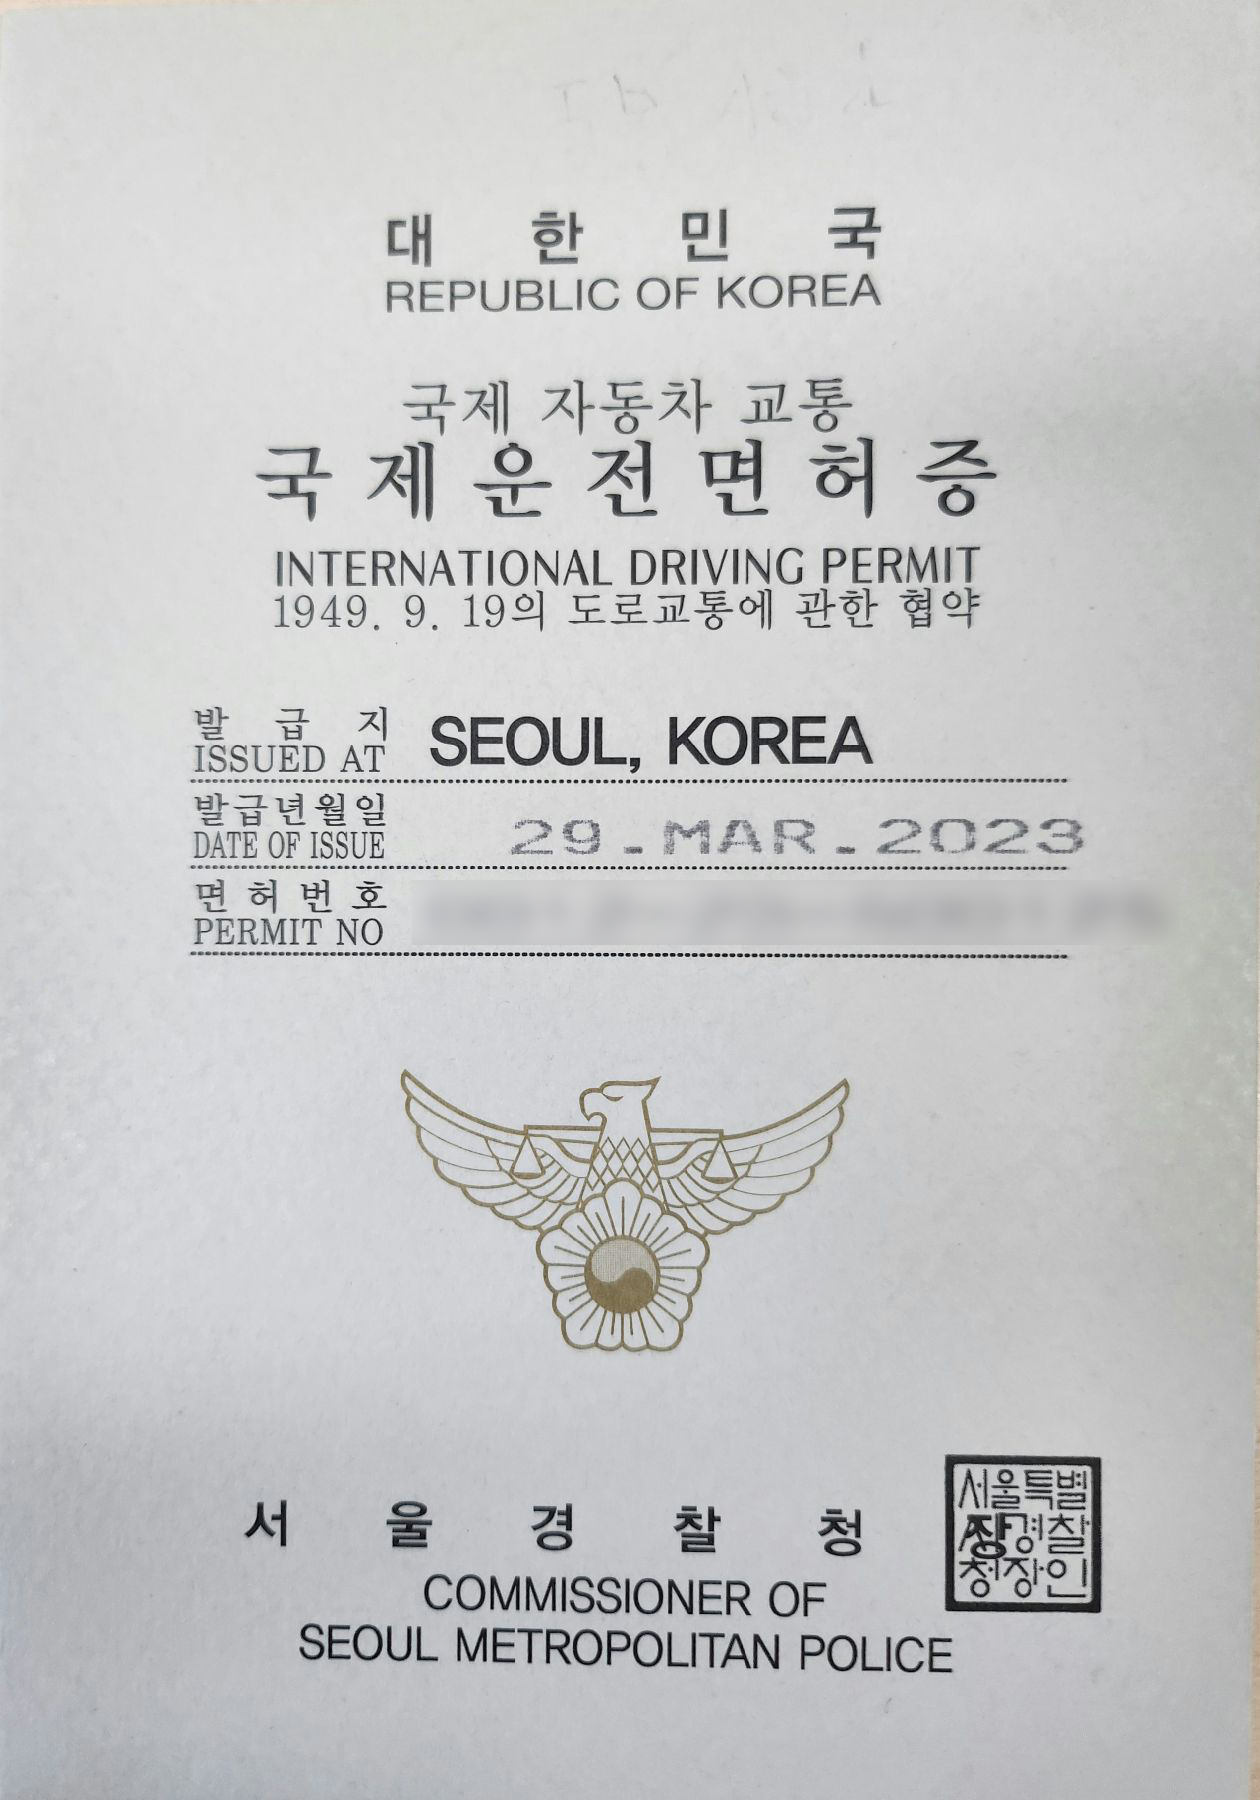 대한민국
REPUBLIC OF KOREA
국제 자동차 교통
국제운전면허증
INTERNATIONAL DRIVING PERMIT
1949. 9. 19의 도로교통에 관한 협약
발급지
ISSUED AT
SEOUL, KOREA
발급년월일
DATE OF ISSUE
29.MAR.2023
면허번호
PERMIT NO
서울경찰청
COMMISSIONER OF
SEOUL METROPOLITAN POLICE
서울특별
경찰
청장인